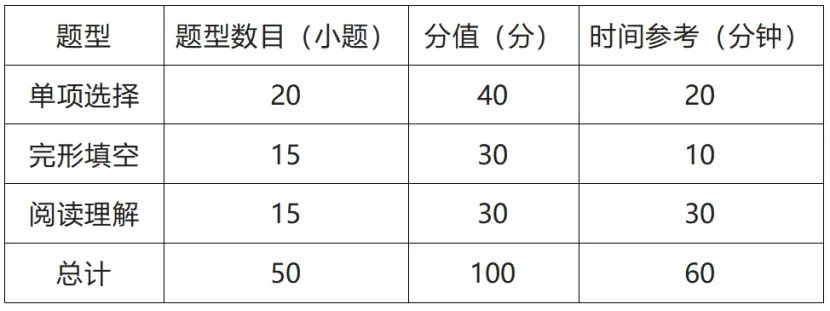 题型 题型数目（小题） 分值（分） 时间参考（分钟）
单项选择 20 40 20
完形填空 15 30 10
阅读理解 15 30 30
总计 50 100 60